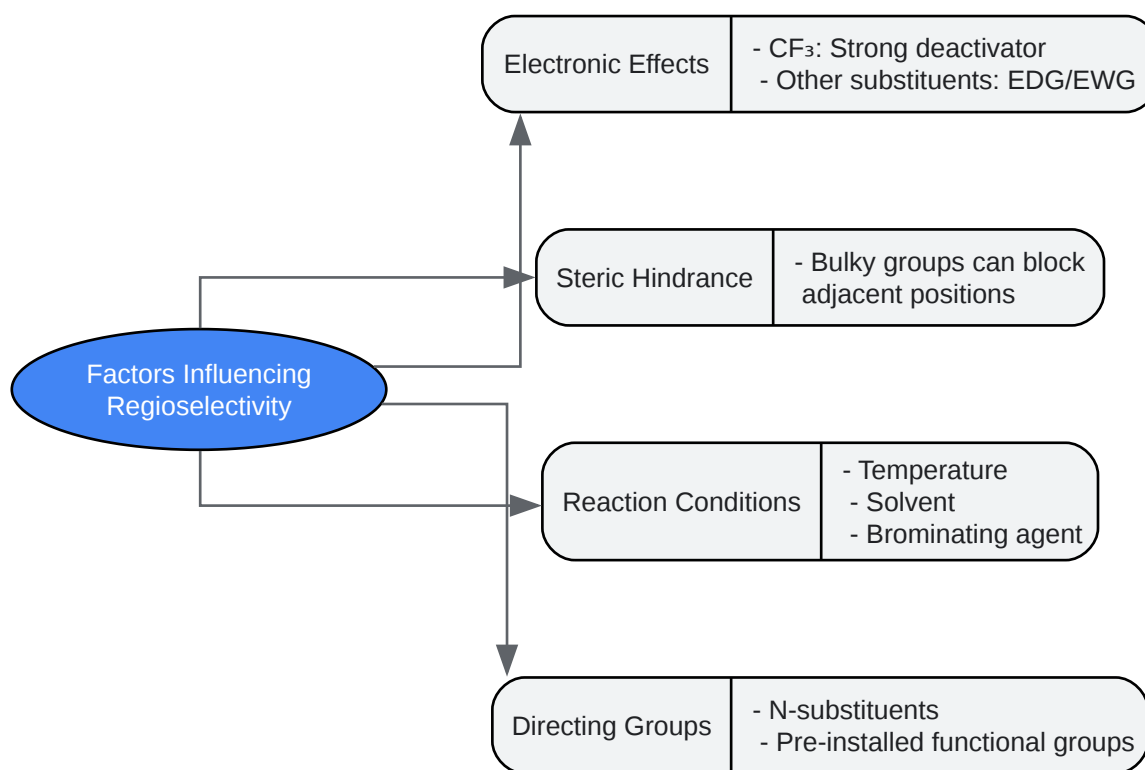 Electronic Effects
- CF₃: Strong deactivator
- Other substituents: EDG/EWG
Steric Hindrance
- Bulky groups can block
adjacent positions
Factors Influencing
Regioselectivity
Reaction Conditions
- Temperature
- Solvent
- Brominating agent
Directing Groups
- N-substituents
- Pre-installed functional groups